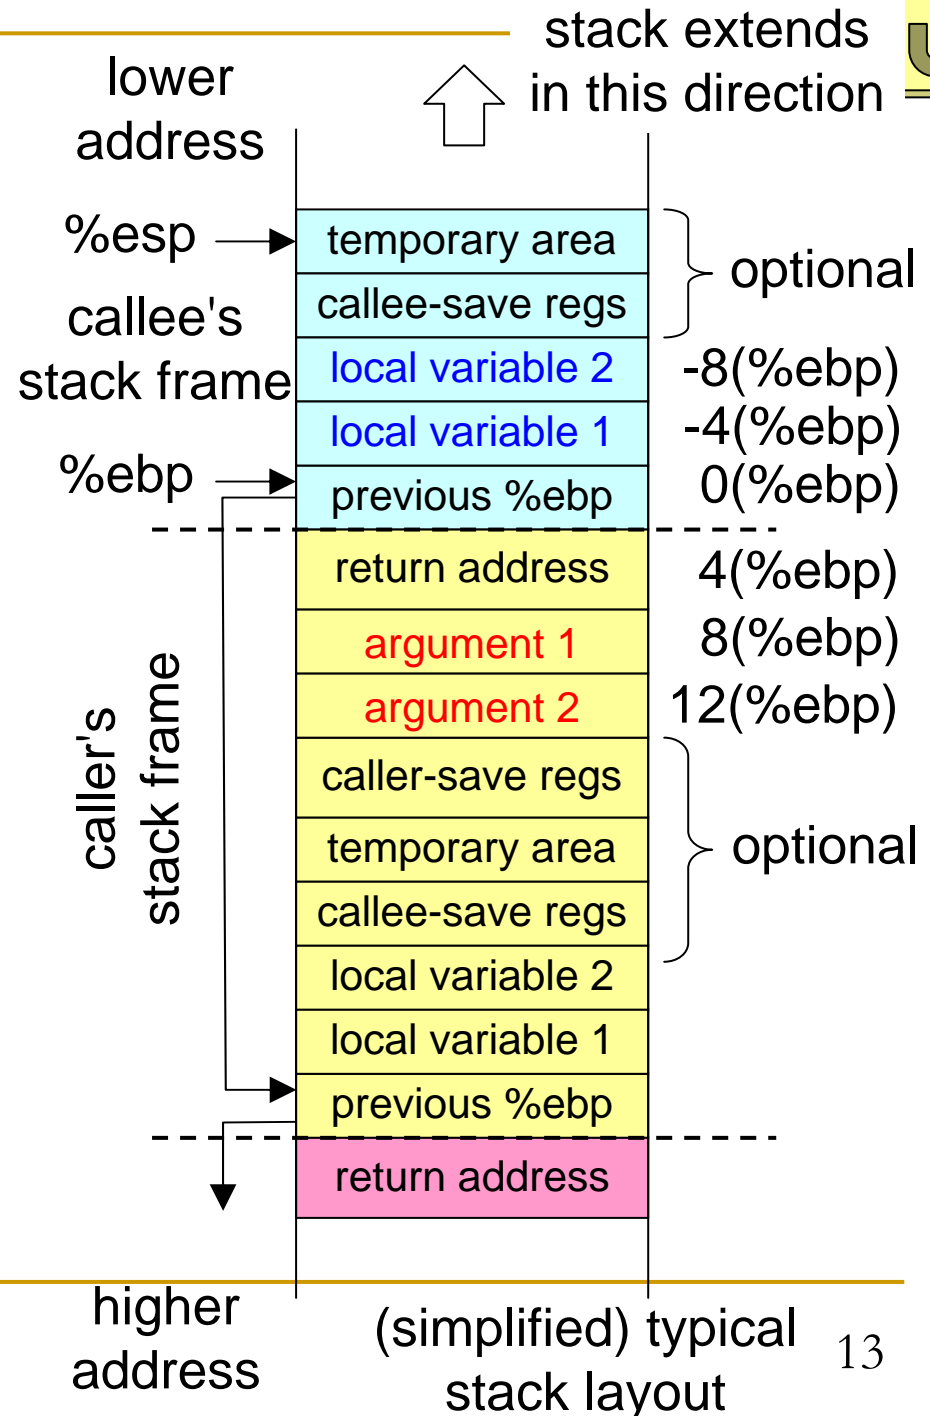 stack extends
in this direction
lower
address
%esp
temporary area
optional
callee-save regs
callee's
stack frame
local variable 2
-8(%ebp)
local variable 1
-4(%ebp)
%ebp
previous %ebp
0(%ebp)
return address
4(%ebp)
argument 1
8(%ebp)
argument 2
12(%ebp)
caller's
stack frame
caller-save regs
temporary area
optional
callee-save regs
local variable 2
local variable 1
previous %ebp
return address
higher
address
(simplified) typical
stack layout
13